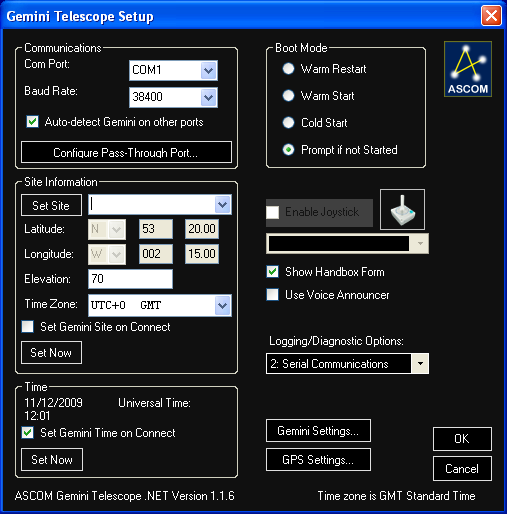 Gemini Telescope Setup
Communications
Com Port:
COM1
Baud Rate:
38400
Auto-detect Gemini on other ports
Configure Pass-Through Port...
Boot Mode
Warm Restart
Warm Start
Cold Start
Prompt if not Started
ASCOM
Site Information
Set Site
Latitude:
N
53
20.00
Longitude:
W
002
15.00
Elevation:
70
Time Zone:
UTC+0 GMT
Set Gemini Site on Connect
Set Now
Enable Joystick
Show Handbox Form
Use Voice Announcer
Logging/Diagnostic Options:
2: Serial Communications
Time
11/12/2009
12:01
Universal Time:
Set Gemini Time on Connect
Set Now
Gemini Settings...
GPS Settings...
OK
Cancel
ASCOM Gemini Telescope .NET Version 1.1.6
Time zone is GMT Standard Time